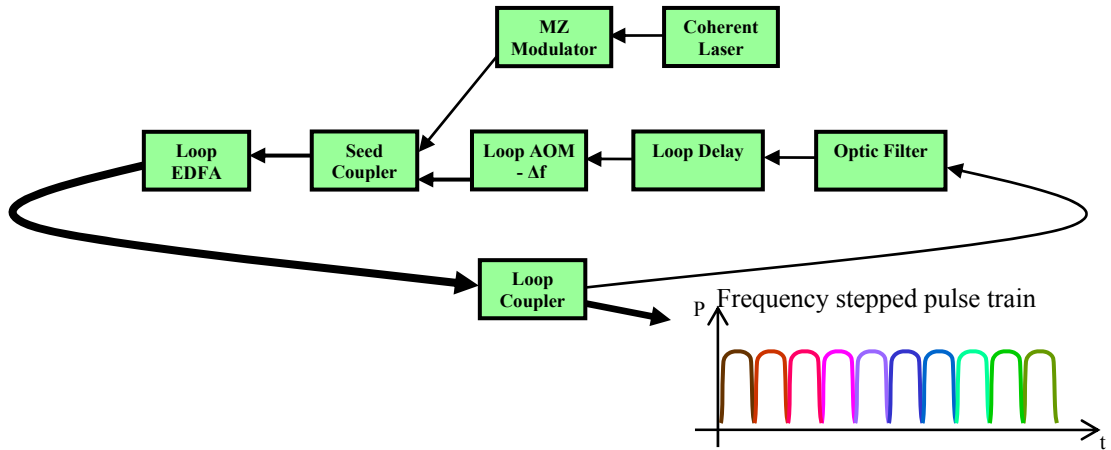 MZ
Modulator
Coherent
Laser
Loop
EDFA
Seed
Coupler
Loop AOM
- Δf
Loop Delay
Optic Filter
Loop
Coupler
Frequency stepped pulse train
P
t